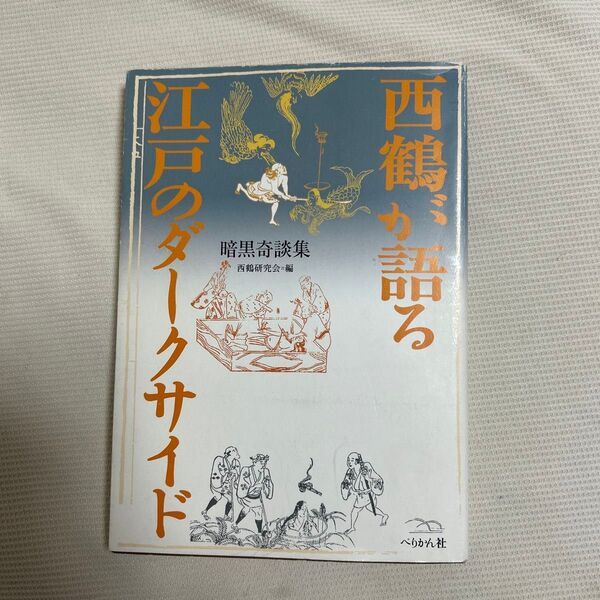 西鶴が語る
江戸のダークサイド
暗黒奇談集
西鶴研究会=編
ぺりかん社